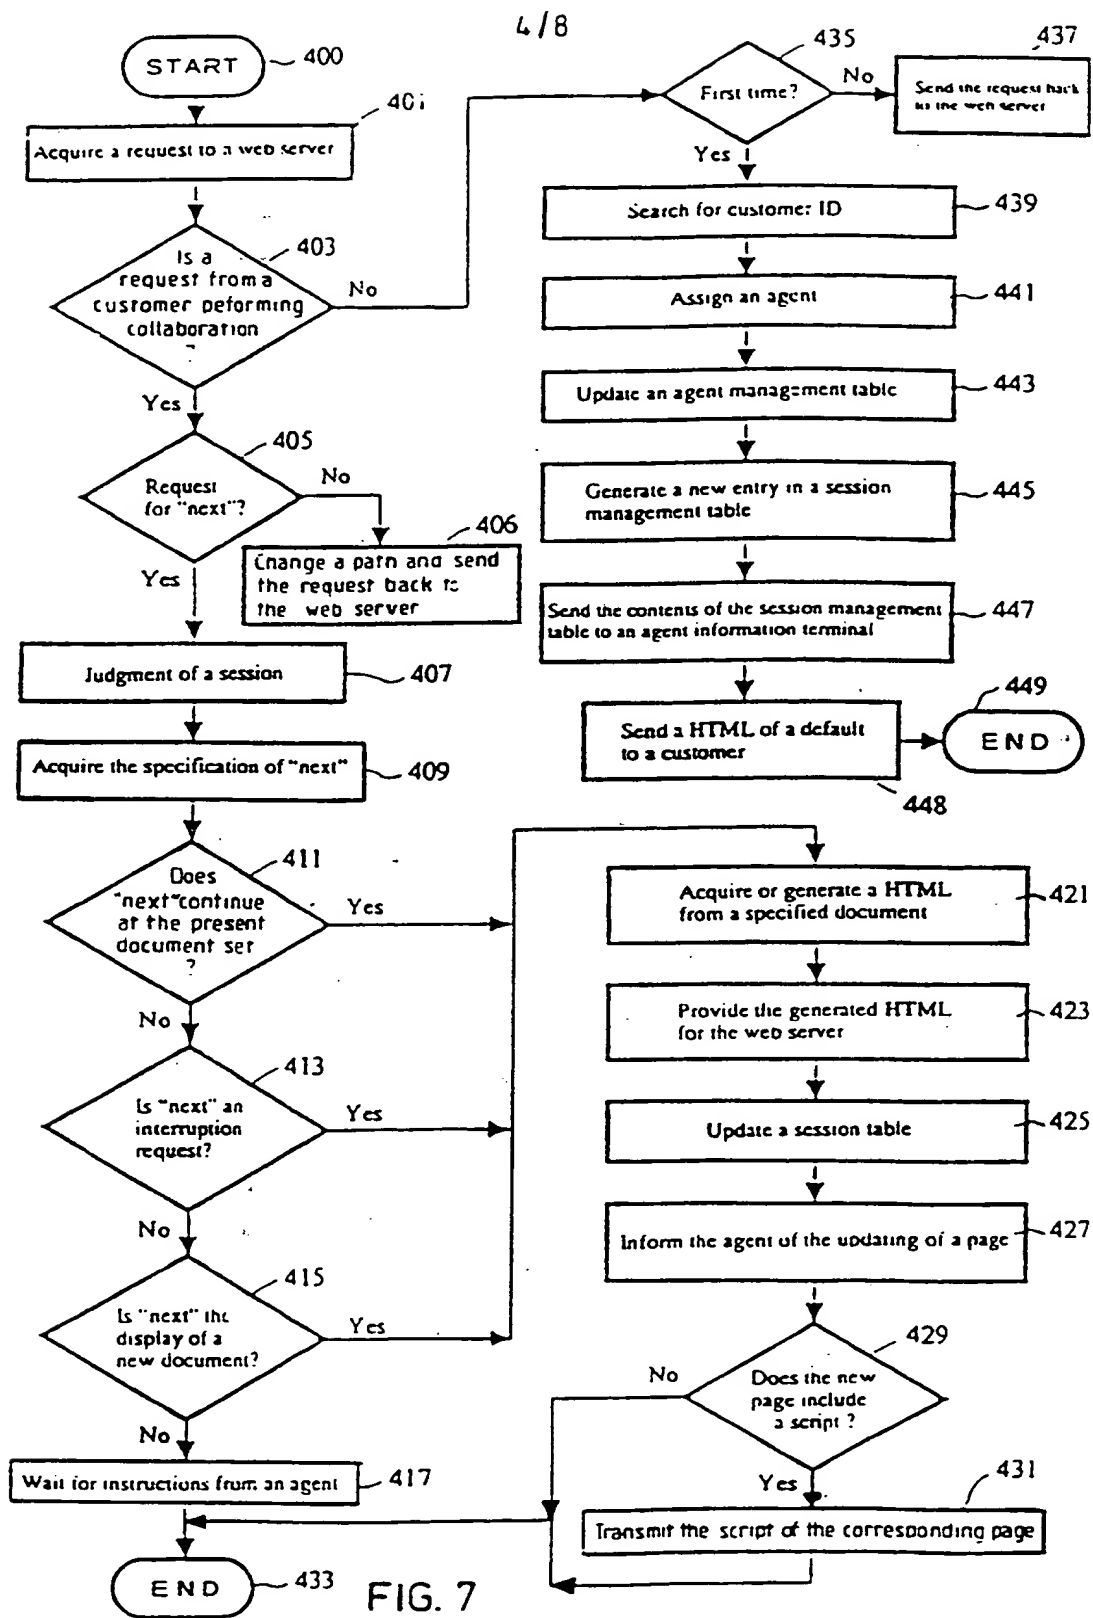 4/8
START
400
401
Acquire a request to a web server
403
Is a
request from a
customer peforming
collaboration
?
No
Yes
405
Request
for "next"?
No
Yes
406
Change a path and send
the request back to
the web server
Judgment of a session
407
Acquire the specification of "next"
409
411
Does
"next" continue
at the present
document set
?
Yes
No
413
Is "next" an
interruption
request?
Yes
No
415
Is "next" the
display of a
new document?
Yes
No
Wait for instructions from an agent
417
END
433
435
First time?
No
Yes
437
Send the request back
to the web server
Search for customer ID
439
Assign an agent
441
Update an agent management table
443
Generate a new entry in a session
management table
445
Send the contents of the session management
table to an agent information terminal
447
Send a HTML of a default
to a customer
448
449
END
Acquire or generate a HTML
from a specified document
421
Provide the generated HTML
for the web server
423
Update a session table
425
Inform the agent of the updating of a page
427
429
Does the new
page include
a script ?
No
Yes
431
Transmit the script of the corresponding page
FIG. 7